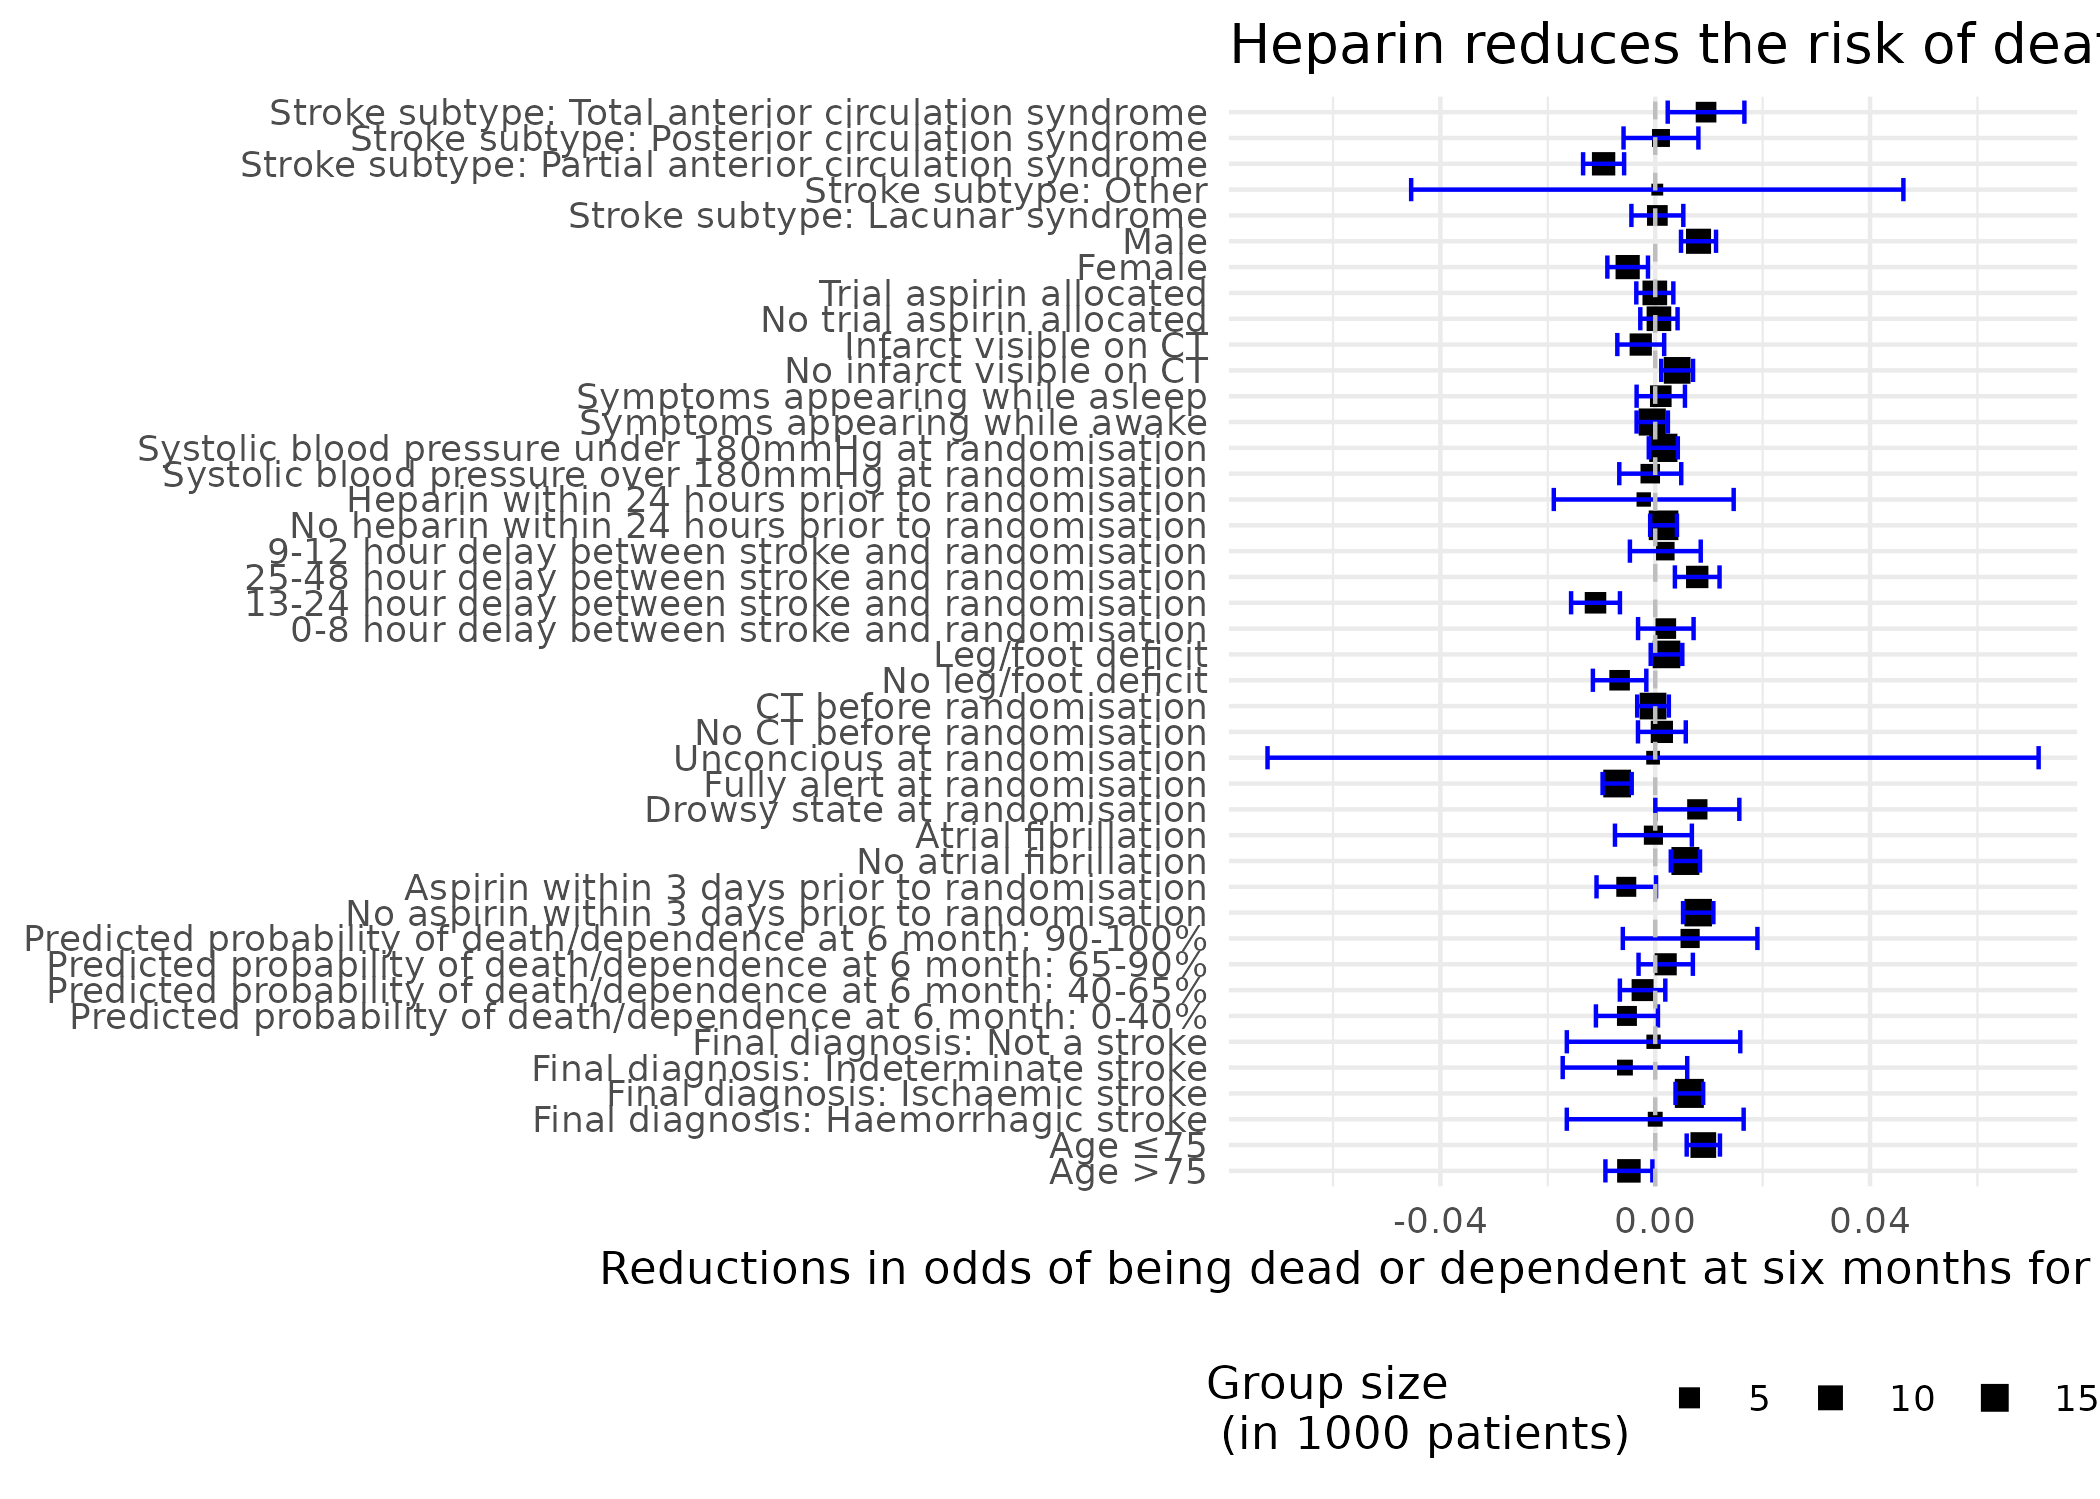 Heparin reduces the risk of deat
Stroke subtype: Total anterior circulation syndrome
Stroke subtype: Posterior circulation syndrome
Stroke subtype: Partial anterior circulation syndrome
Stroke subtype: Other
Stroke subtype: Lacunar syndrome
Male
Female
Trial aspirin allocated
No trial aspirin allocated
Infarct visible on CT
No infarct visible on CT
Symptoms appearing while asleep
Symptoms appearing while awake
Systolic blood pressure under 180mmHg at randomisation
Systolic blood pressure over 180mmHg at randomisation
Heparin within 24 hours prior to randomisation
No heparin within 24 hours prior to randomisation
9-12 hour delay between stroke and randomisation
25-48 hour delay between stroke and randomisation
13-24 hour delay between stroke and randomisation
0-8 hour delay between stroke and randomisation
Leg/foot deficit
No leg/foot deficit
CT before randomisation
No CT before randomisation
Unconcious at randomisation
Fully alert at randomisation
Drowsy state at randomisation
Atrial fibrillation
No atrial fibrillation
Aspirin within 3 days prior to randomisation
No aspirin within 3 days prior to randomisation
Predicted probability of death/dependence at 6 month: 90-100%
Predicted probability of death/dependence at 6 month: 65-90%
Predicted probability of death/dependence at 6 month: 40-65%
Predicted probability of death/dependence at 6 month: 0-40%
Final diagnosis: Not a stroke
Final diagnosis: Indeterminate stroke
Final diagnosis: Ischaemic stroke
Final diagnosis: Haemorrhagic stroke
Age ≤75
Age >75
-0.04 0.00 0.04
Reductions in odds of being dead or dependent at six months for
Group size
(in 1000 patients)
5 10 15